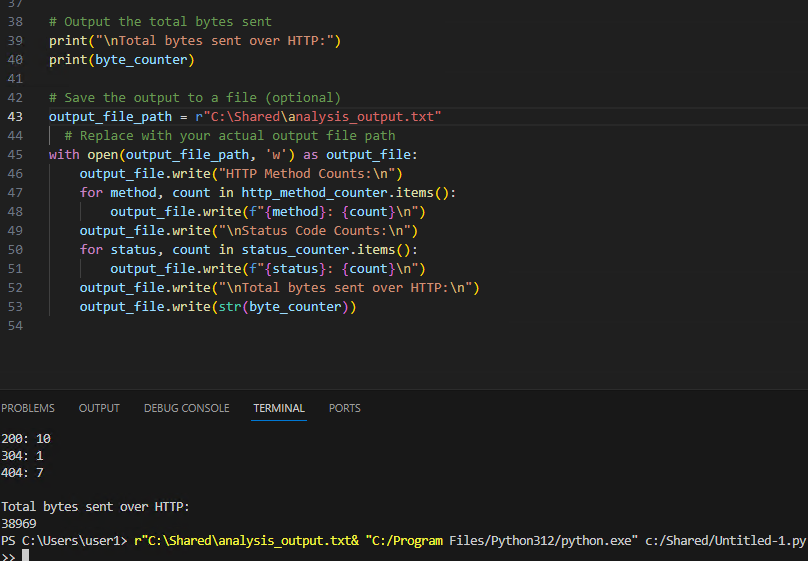 37
38 # Output the total bytes sent
39 print("\nTotal bytes sent over HTTP:")
40 print(byte_counter)
41
42 # Save the output to a file (optional)
43 output_file_path = r"C:\Shared\analysis_output.txt"
44 # Replace with your actual output file path
45 with open(output_file_path, 'w') as output_file:
46 output_file.write("HTTP Method Counts:\n")
47 for method, count in http_method_counter.items():
48 output_file.write(f"{method}: {count}\n")
49 output_file.write("\nStatus Code Counts:\n")
50 for status, count in status_counter.items():
51 output_file.write(f"{status}: {count}\n")
52 output_file.write("\nTotal bytes sent over HTTP:\n")
53 output_file.write(str(byte_counter))
54
PROBLEMS OUTPUT DEBUG CONSOLE TERMINAL PORTS
200: 10
304: 1
404: 7
Total bytes sent over HTTP:
38969
PS C:\Users\user1> r"C:\Shared\analysis_output.txt& "C:/Program Files/Python312/python.exe" c:/Shared/Untitled-1.py
>>